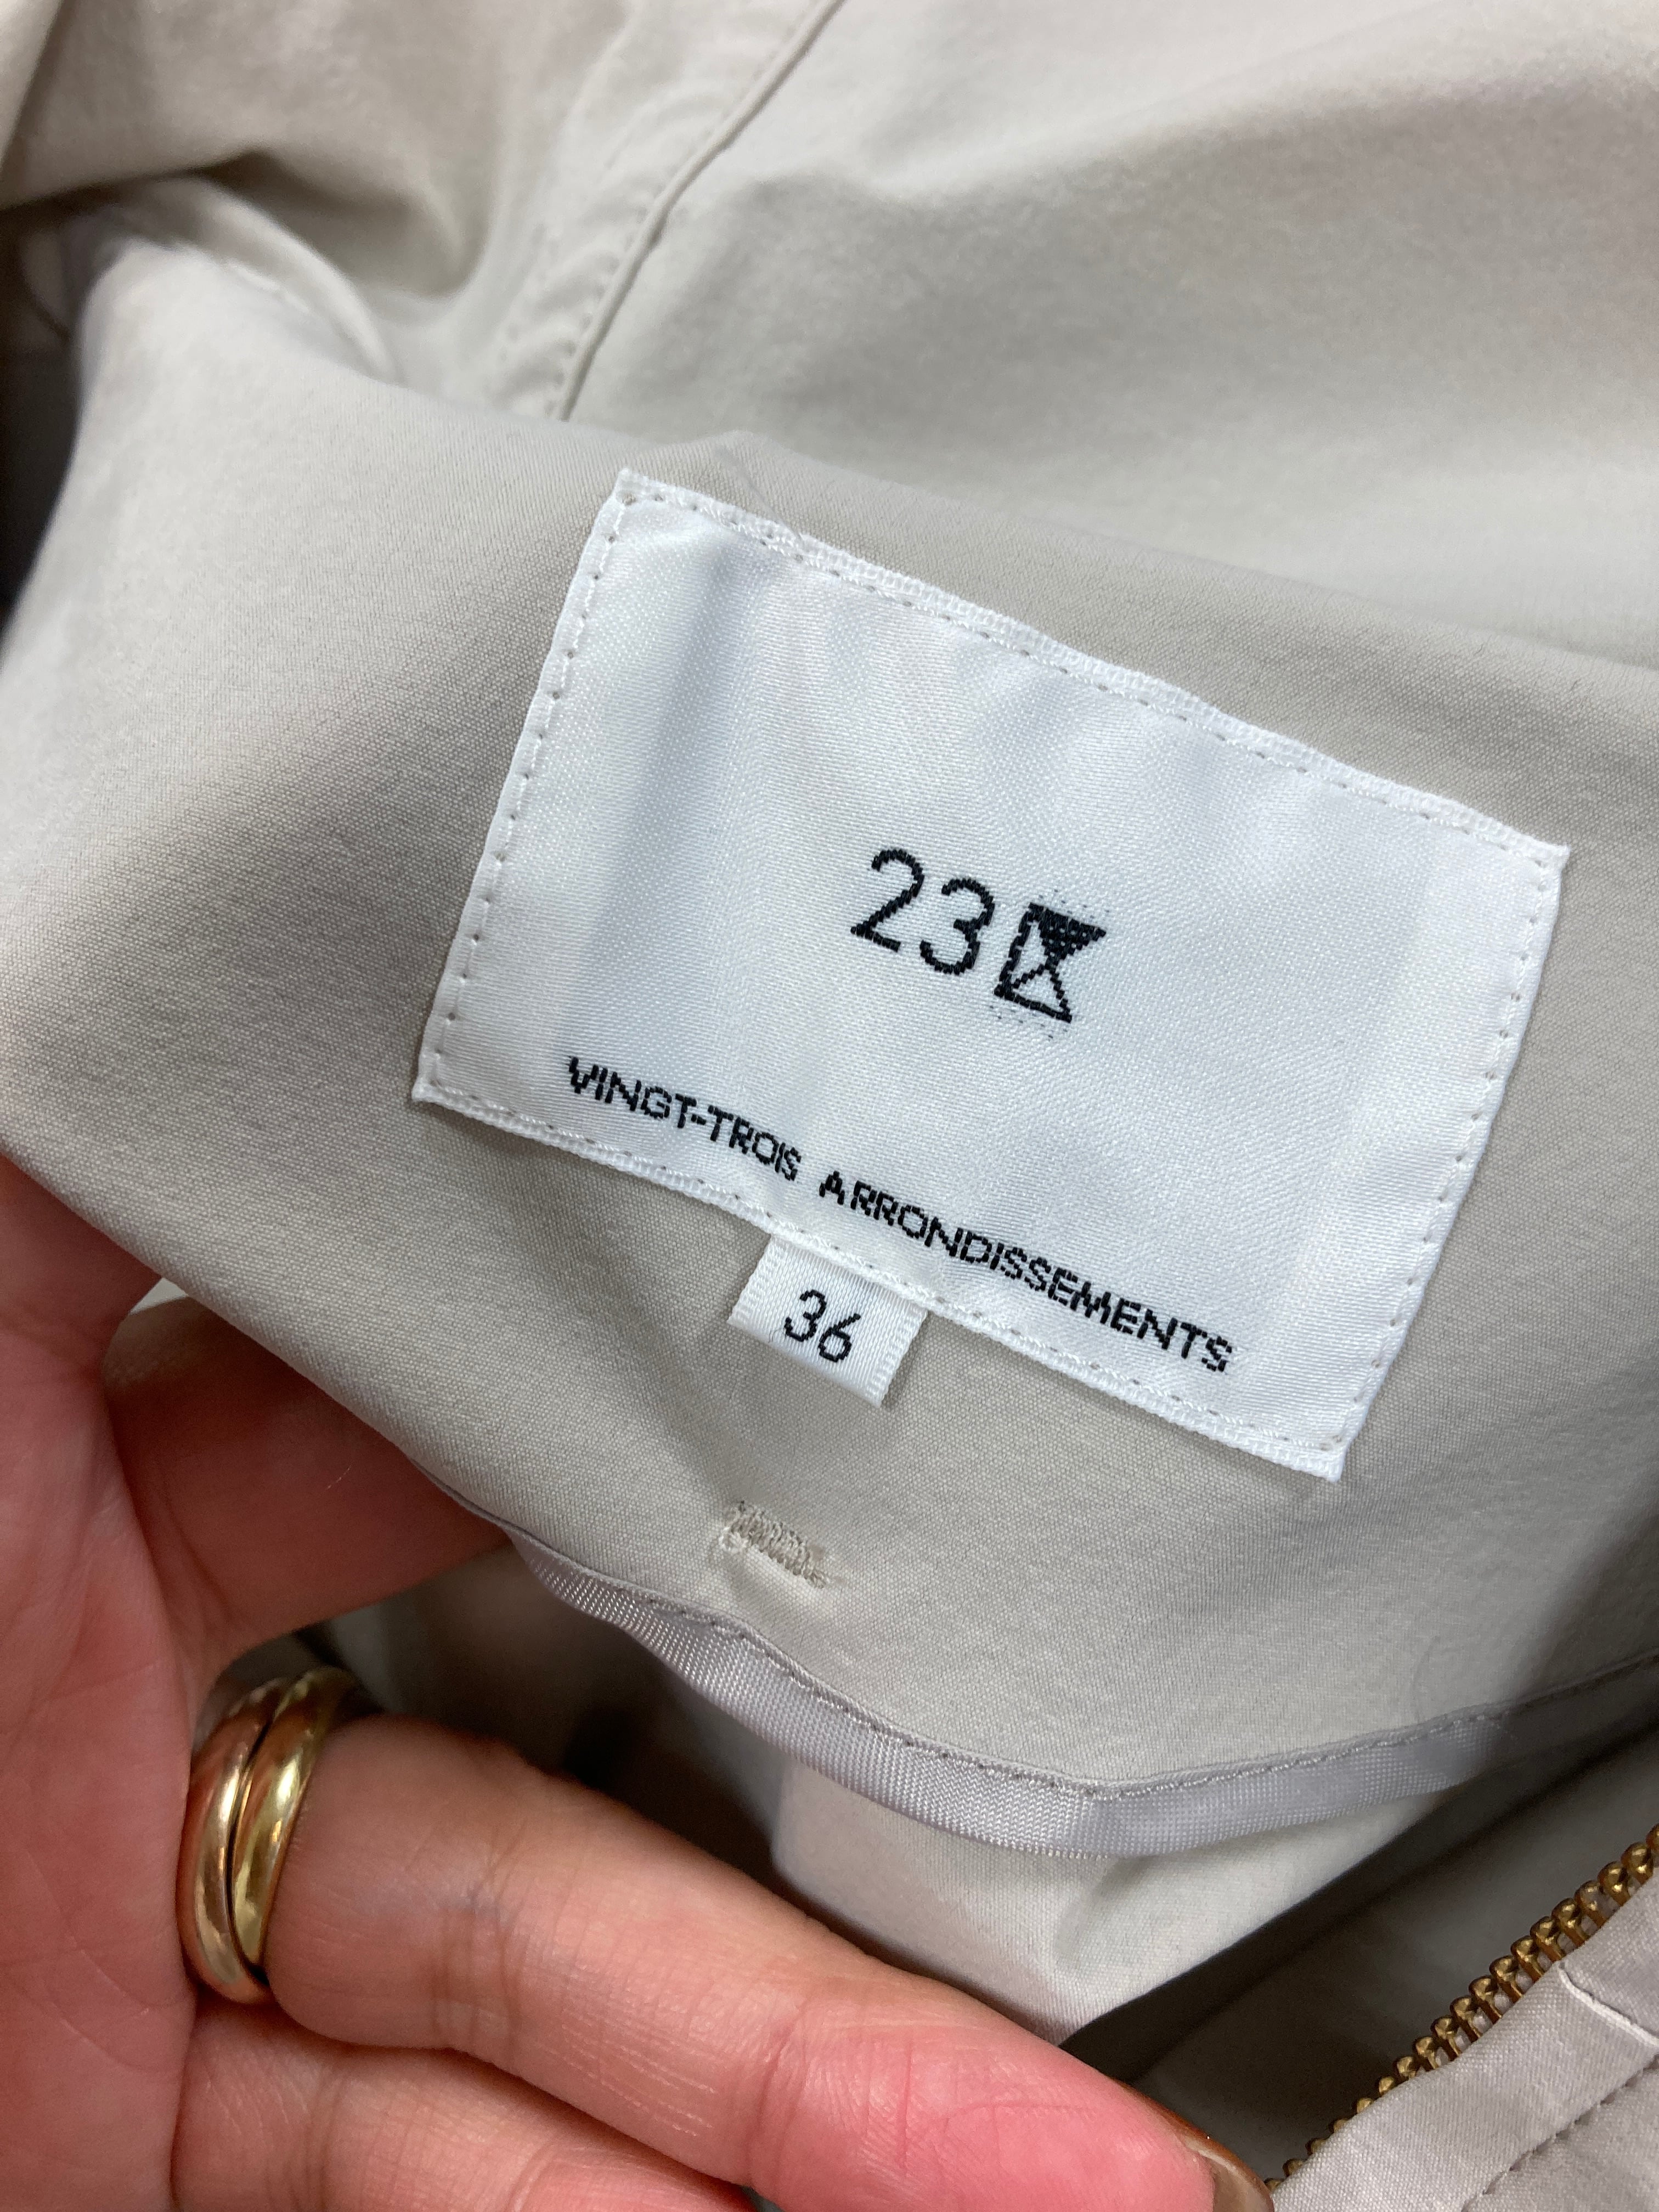 23区
VINGT-TROIS ARRONDISSEMENTS
36